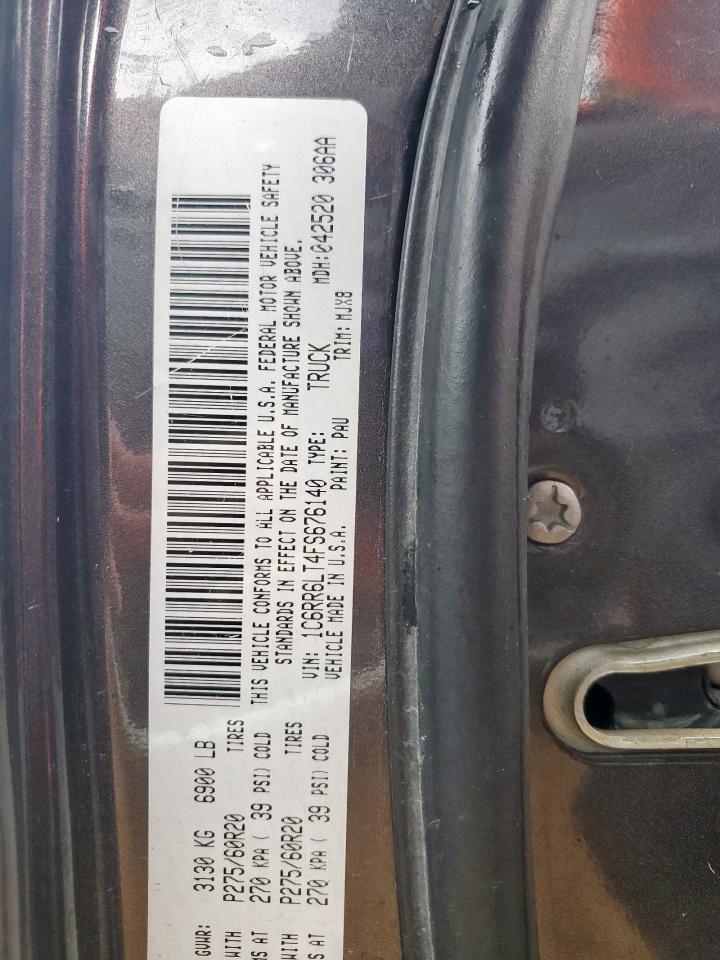 GVWR: 3130 KG 6900 LB
WITH P275/60R20 TIRES
MS AT 270 KPA ( 39 PSI) COLD
WITH P275/60R20 TIRES
S AT 270 KPA ( 39 PSI) COLD
THIS VEHICLE CONFORMS TO ALL APPLICABLE U.S.A. FEDERAL MOTOR VEHICLE SAFETY
STANDARDS IN EFFECT ON THE DATE OF MANUFACTURE SHOWN ABOVE.
VIN: 1C6RR6LT4FS676140 TYPE: TRUCK MDH:042520 306AA
VEHICLE MADE IN U.S.A. PAINT: PAU TRIM: MJX8